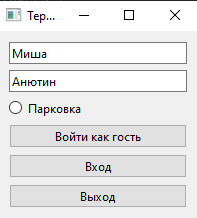 Тер...
Миша
Анютин
Парковка
Войти как гость
Вход
Выход